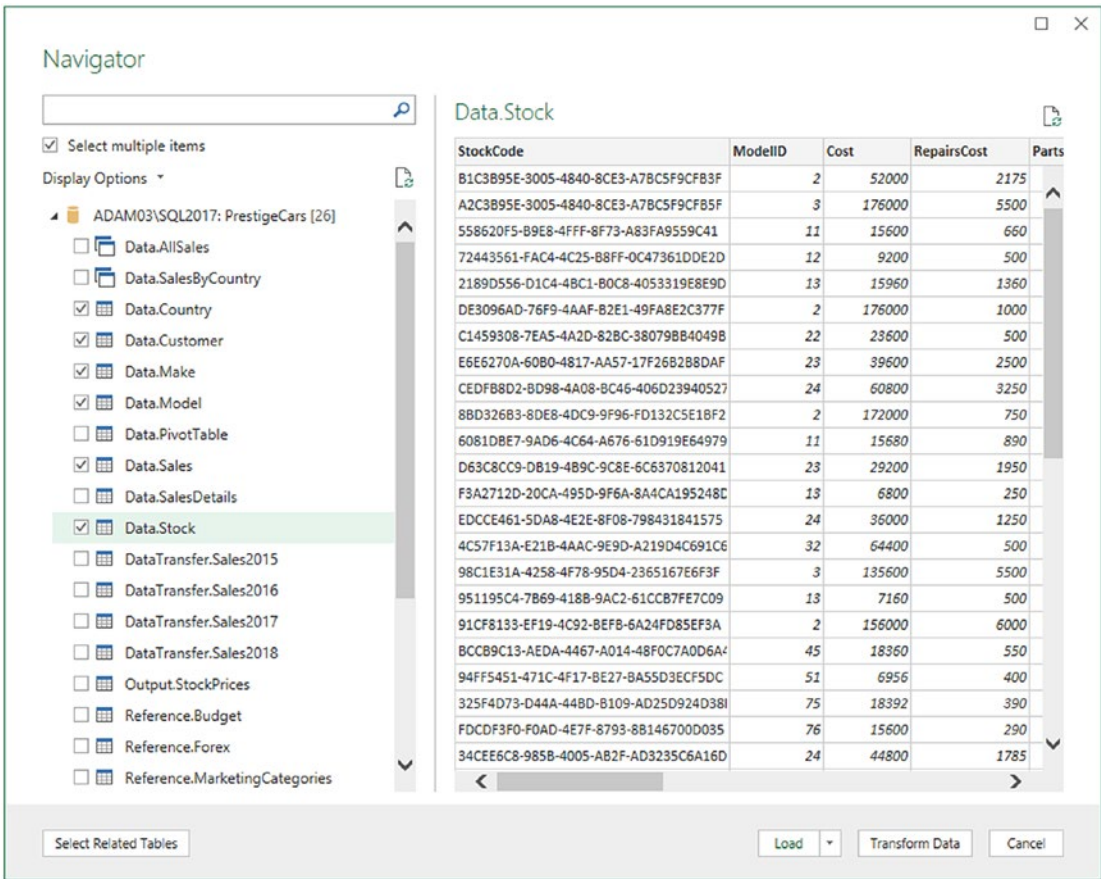 Navigator
Select multiple items
Display Options
ADAM03\SQL2017: PrestigeCars [26]
Data.AllSales
Data.SalesByCountry
Data.Country
Data.Customer
Data.Make
Data.Model
Data.PivotTable
Data.Sales
Data.SalesDetails
Data.Stock
DataTransfer.Sales2015
DataTransfer.Sales2016
DataTransfer.Sales2017
DataTransfer.Sales2018
Output.StockPrices
Reference.Budget
Reference.Forex
Reference.MarketingCategories
Data.Stock
StockCode ModelID Cost RepairsCost Parts
B1C3B95E-3005-4840-8CE3-A7BC5F9CFB3F 2 52000 2175
A2C3B95E-3005-4840-8CE3-A7BC5F9CFB5F 3 176000 5500
558620F5-B9E8-4FFF-8F73-A83FA9559C41 11 15600 660
72443561-FAC4-4C25-B8FF-0C47361DDE2D 12 9200 500
2189D556-D1C4-4BC1-B0C8-4053319E8E9D 13 15960 1360
DE3096AD-76F9-4AAF-B2E1-49FA8E2C377F 2 176000 1000
C1459308-7EA5-4A2D-82BC-38079BB4049B 22 23600 500
E6E6270A-60B0-4817-AA57-17F26B2B8DAF 23 39600 2500
CEDFB8D2-BD98-4A08-BC46-406D23940527 24 60800 3250
8BD326B3-8DE8-4DC9-9F96-FD132C5E1BF2 2 172000 750
6081DBE7-9AD6-4C64-A676-61D919E64979 11 15680 890
D63C8CC9-DB19-4B9C-9C8E-6C6370812041 23 29200 1950
F3A2712D-20CA-495D-9F6A-8A4CA195248D 13 6800 250
EDCCE461-5DA8-4E2E-8F08-798431841575 24 36000 1250
4C57F13A-E21B-4AAC-9E9D-A219D4C691C6 32 64400 500
98C1E31A-4258-4F78-95D4-2365167E6F3F 3 135600 5500
951195C4-7B69-418B-9AC2-61CCB7FE7C09 13 7160 500
91CF8133-EF19-4C92-BEFB-6A24FD85EF3A 2 156000 6000
BCCB9C13-AEDA-4467-A014-48F0C7A0D6A4 45 18360 550
94FF5451-471C-4F17-BE27-BA55D3ECF5DC 51 6956 400
325F4D73-D44A-44BD-B109-AD25D924D38 75 18392 390
FDCDF3F0-F0AD-4E7F-8793-8B146700D035 76 15600 290
34CEE6C8-985B-4005-AB2F-AD3235C6A16D 24 44800 1785
Select Related Tables Load Transform Data Cancel